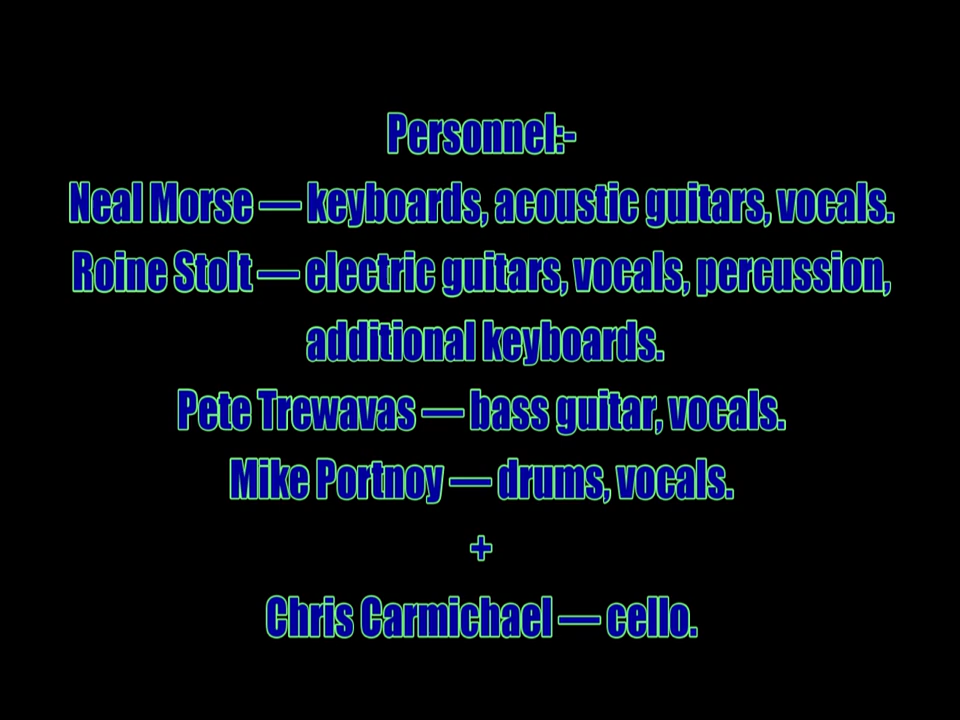 Personnel:-
Neal Morse — keyboards, acoustic guitars, vocals.
Roine Stolt — electric guitars, vocals, percussion,
additional keyboards.
Pete Trewavas — bass guitar, vocals.
Mike Portnoy — drums, vocals.
+
Chris Carmichael — cello.